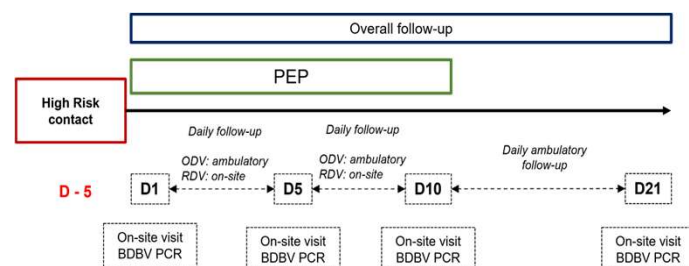 Overall follow-up
PEP
High Risk
contact
Daily follow-up
Daily follow-up
ODV: ambulatory
RDV: on-site
ODV: ambulatory
RDV: on-site
Daily ambulatory
follow-up
D - 5
D1
D5
D10
D21
On-site visit
BDBV PCR
On-site visit
BDBV PCR
On-site visit
BDBV PCR
On-site visit
BDBV PCR